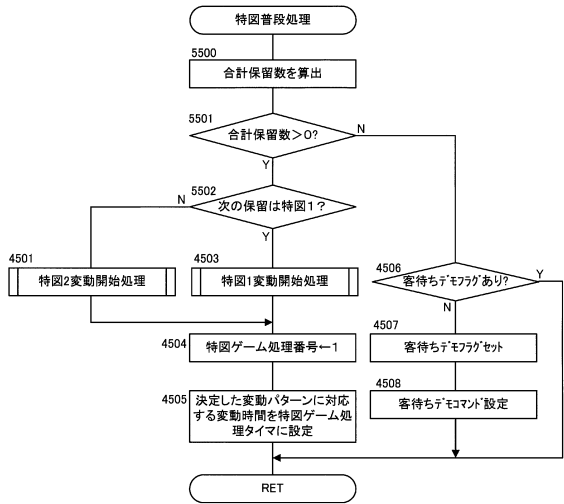 特図普段処理
5500
合計保留数を算出
5501
合計保留数＞0?
N
Y
5502
次の保留は特図1？
N
Y
4501
特図2変動開始処理
4503
特図1変動開始処理
4506
客待ちﾃﾞﾓﾌﾗｸﾞあり?
Y
N
4504
特図ゲーム処理番号←1
4507
客待ちﾃﾞﾓフラグセット
4505
決定した変動パターンに対応
する変動時間を特図ゲーム処
理タイマに設定
4508
客待ちﾃﾞﾓｺﾏﾝﾄﾞ設定
RET